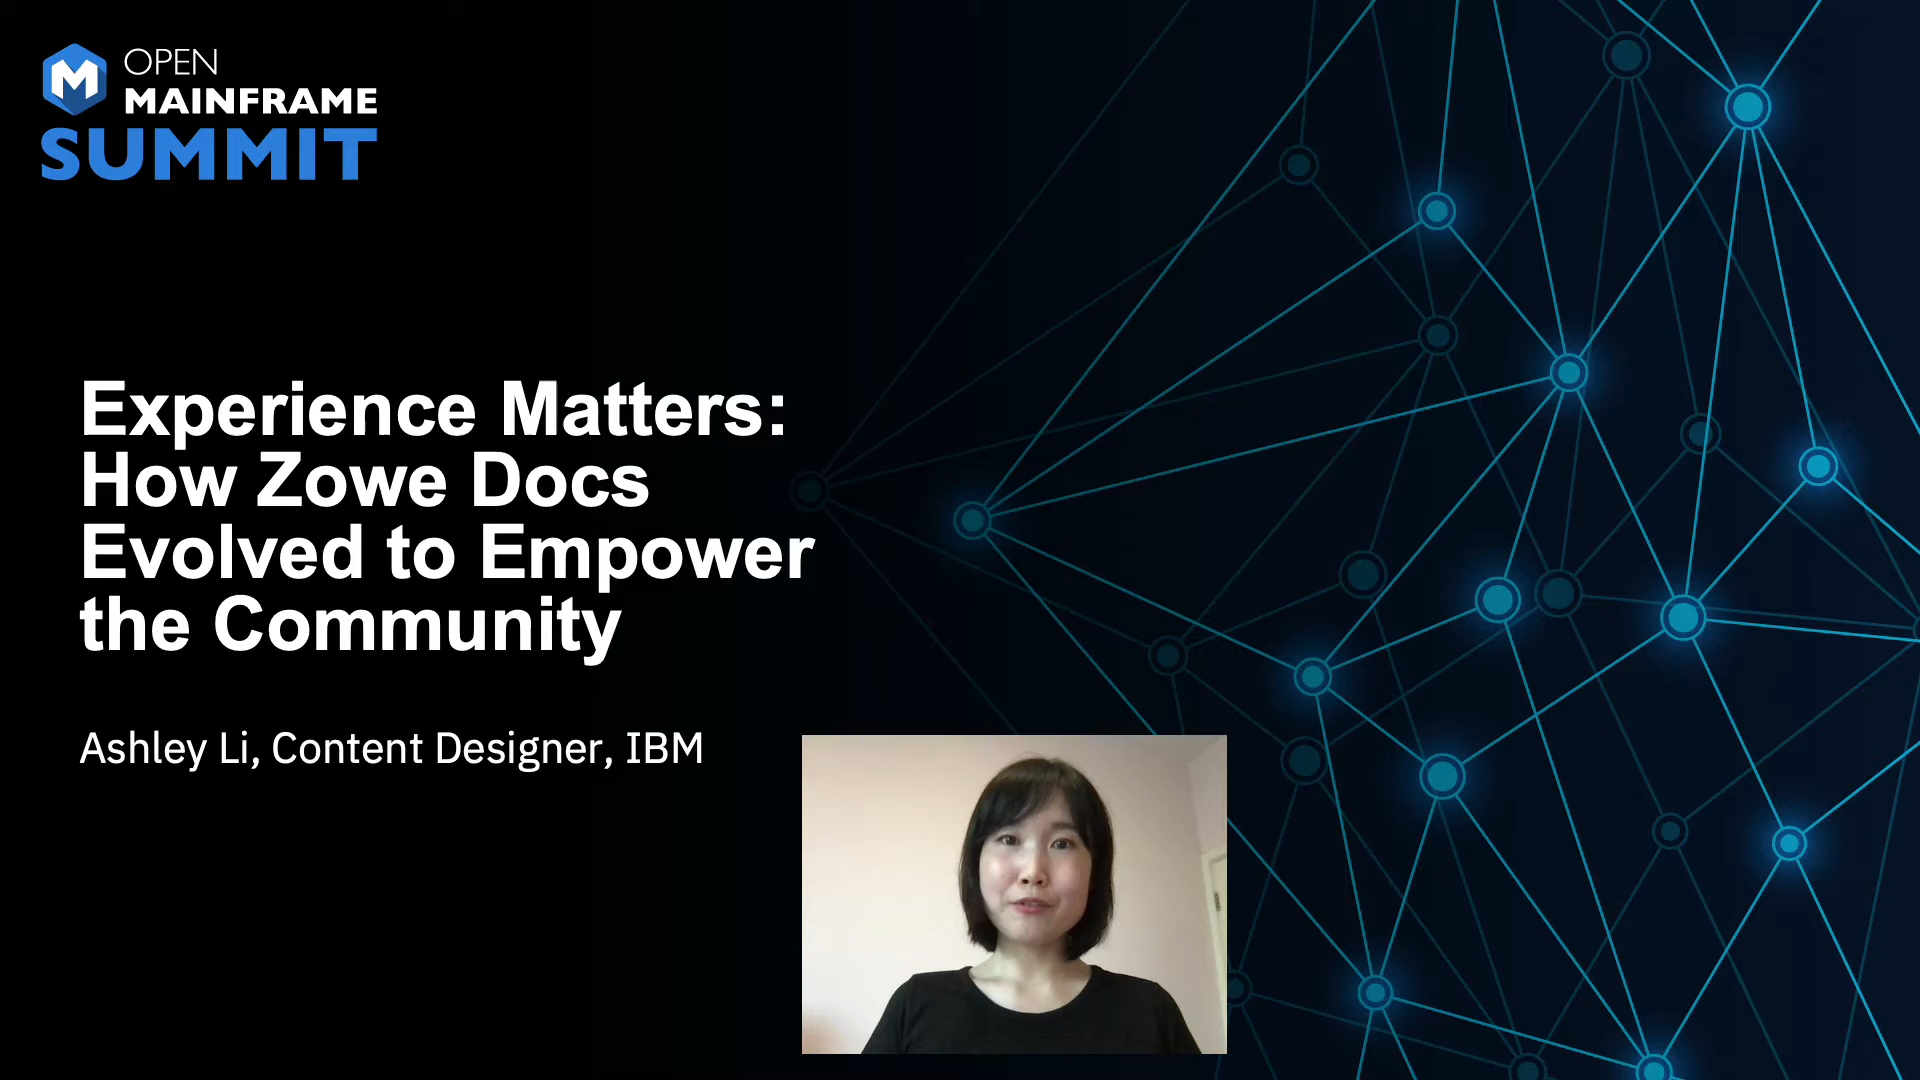 OPEN
MAINFRAME
SUMMIT
Experience Matters:
How Zowe Docs
Evolved to Empower
the Community
Ashley Li, Content Designer, IBM